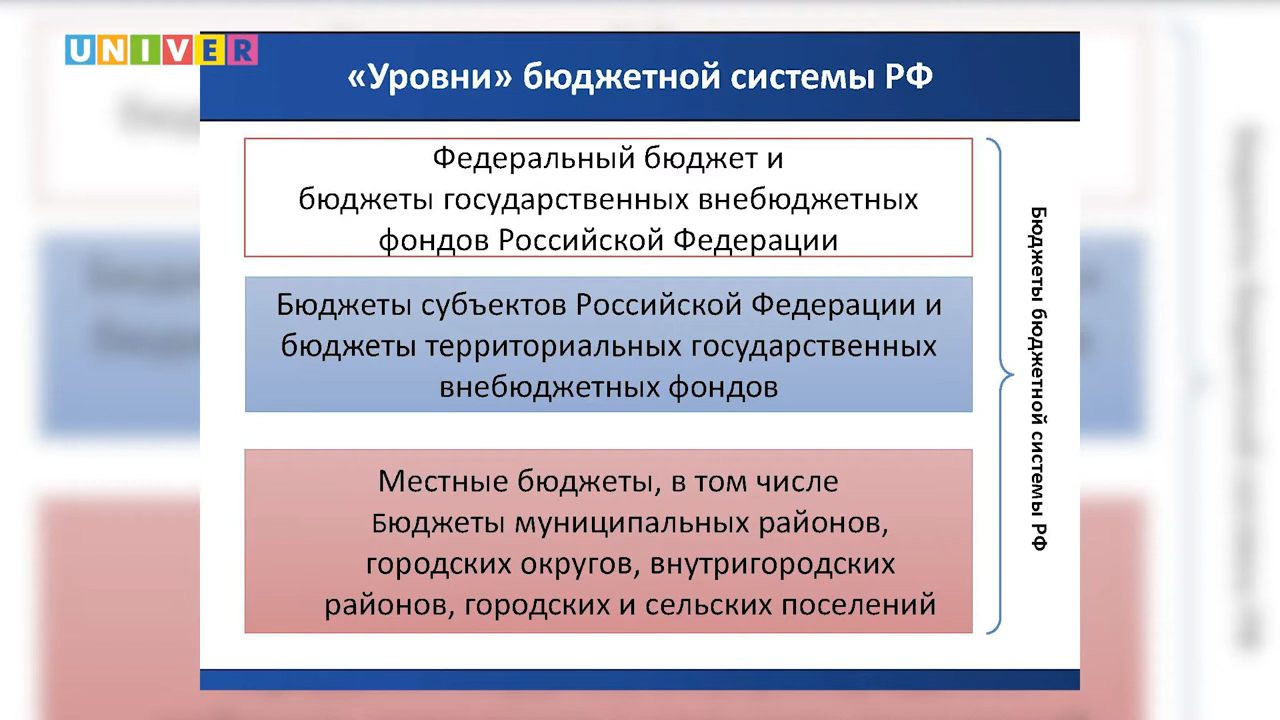 UNIVER
«Уровни» бюджетной системы РФ
Федеральный бюджет и
бюджеты государственных внебюджетных
фондов Российской Федерации
Бюджеты субъектов Российской Федерации и
бюджеты территориальных государственных
внебюджетных фондов
Местные бюджеты, в том числе
Бюджеты муниципальных районов,
городских округов, внутригородских
районов, городских и сельских поселений
Бюджеты бюджетной системы РФ